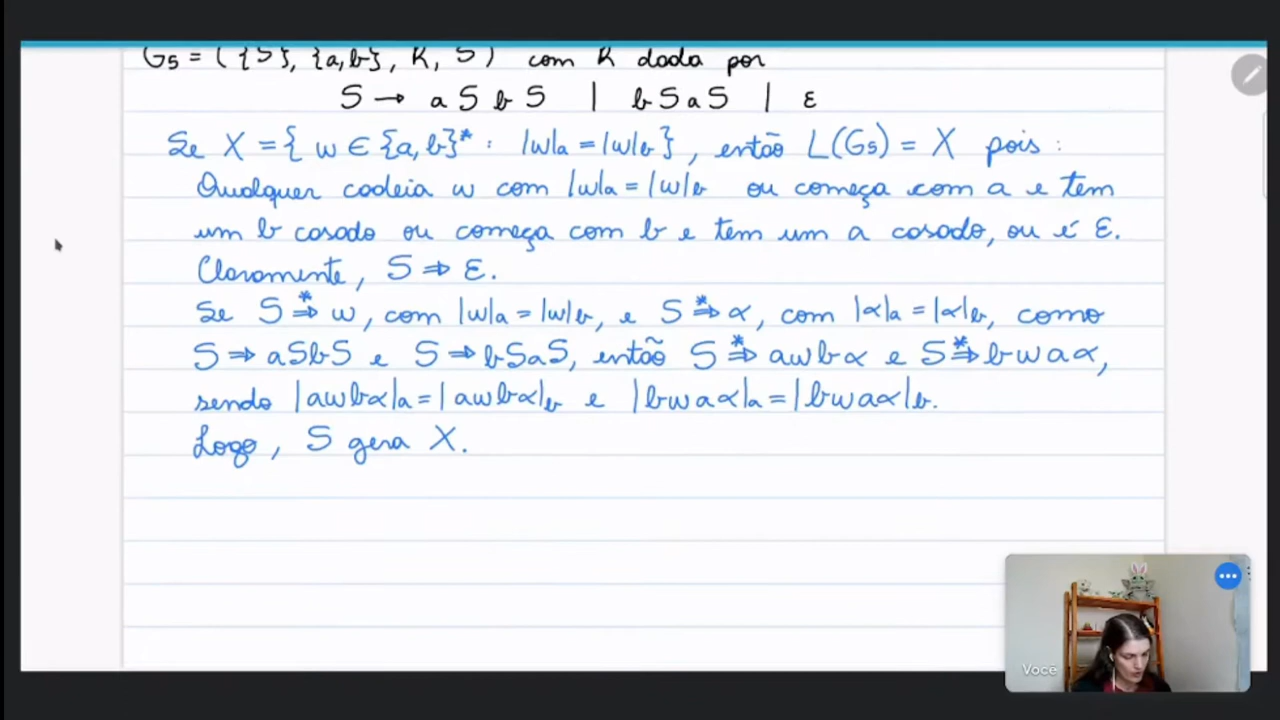 G₅ = ({S}, {a,b}, R, S) com R dada por
S → aSbS | bSaS | ε
Se X = { w ∈ {a,b}* : |w|a = |w|b }, então L(G₅) = X pois :
Qualquer cadeia w com |w|a = |w|b ou começa com a e tem
um b casado ou começa com b e tem um a casado, ou é ε.
Claramente, S ⇒ ε.
Se S ⇒* w, com |w|a = |w|b, e S ⇒* α, com |α|a = |α|b, como
S ⇒ aSbS e S ⇒ bSaS, então S ⇒* awbα e S ⇒* bwaα,
sendo |awbα|a = |awbα|b e |bwaα|a = |bwaα|b.
Logo, S gera X.
Você